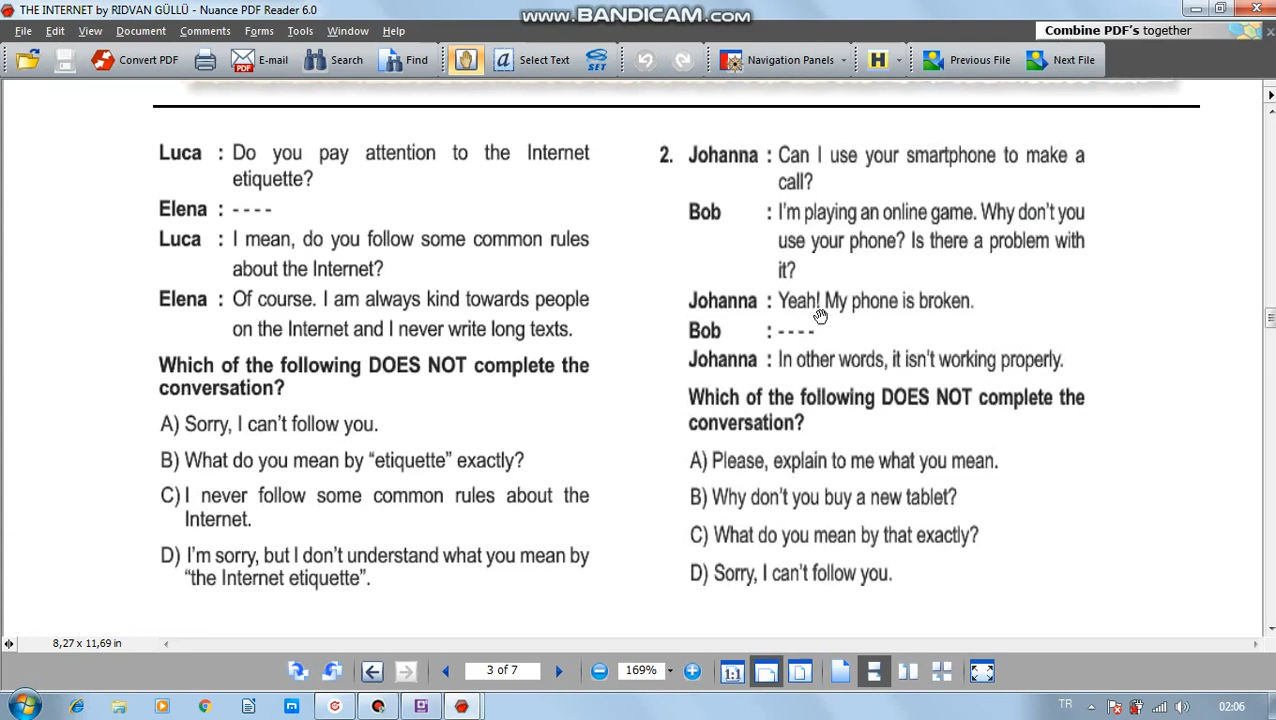 THE INTERNET by RIDVAN GÜLLÜ - Nuance PDF Reader 6.0
www.BANDICAM.com
File Edit View Document Comments Forms Tools Window Help
Combine PDF's together
Convert PDF
PDF
E-mail
Search
Find
a Select Text
SET
Navigation Panels
H
Previous File
Next File
Luca : Do you pay attention to the Internet
etiquette?
Elena : - - - -
Luca : I mean, do you follow some common rules
about the Internet?
Elena : Of course. I am always kind towards people
on the Internet and I never write long texts.
Which of the following DOES NOT complete the
conversation?
A) Sorry, I can't follow you.
B) What do you mean by "etiquette" exactly?
C) I never follow some common rules about the
Internet.
D) I'm sorry, but I don't understand what you mean by
"the Internet etiquette".
2. Johanna : Can I use your smartphone to make a
call?
Bob : I'm playing an online game. Why don't you
use your phone? Is there a problem with
it?
Johanna : Yeah! My phone is broken.
Bob : - - - -
Johanna : In other words, it isn't working properly.
Which of the following DOES NOT complete the
conversation?
A) Please, explain to me what you mean.
B) Why don't you buy a new tablet?
C) What do you mean by that exactly?
D) Sorry, I can't follow you.
8,27 x 11,69 in
3 of 7
169%
1:1
TR
02:06